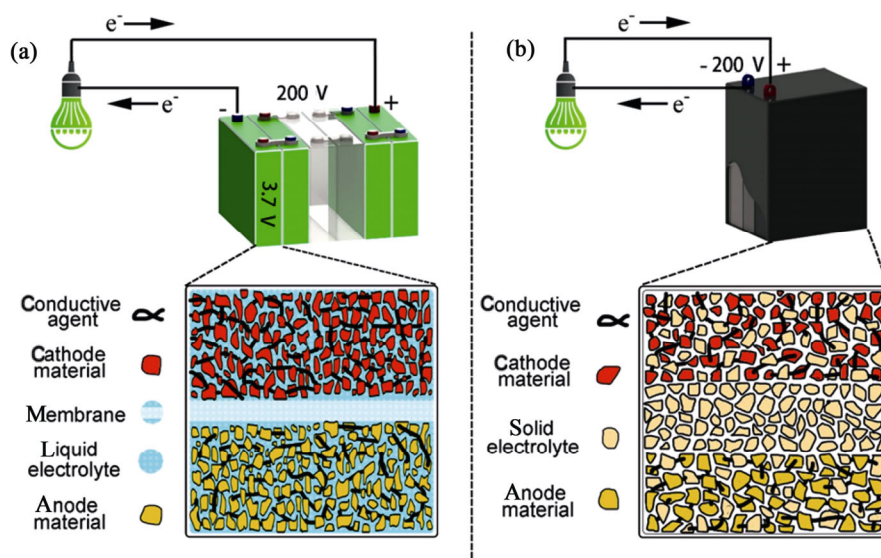 (a)
e⁻
200 V
-
+
e⁻
3.7 V
Conductive
agent
Cathode
material
Membrane
Liquid
electrolyte
Anode
material
(b)
e⁻
- 200 V +
e⁻
Conductive
agent
Cathode
material
Solid
electrolyte
Anode
material